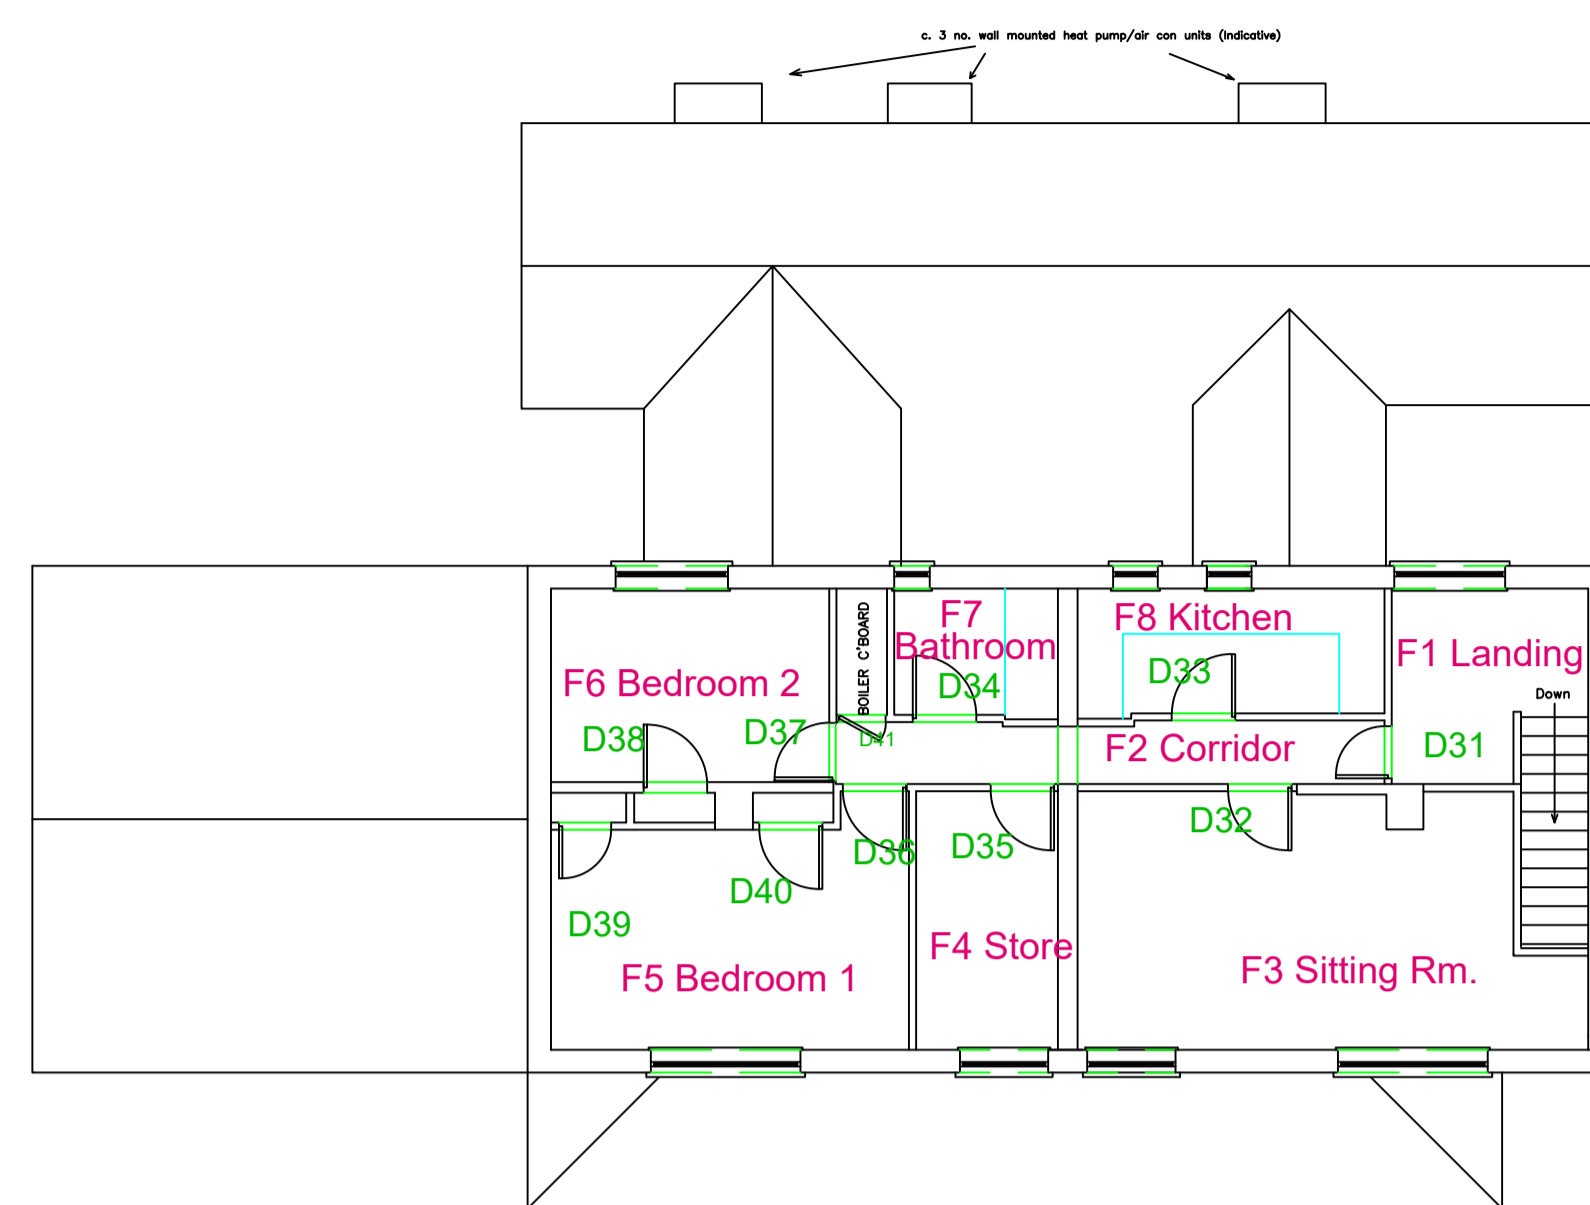 c. 3 no. wall mounted heat pump/air con units (indicative)
F7
Bathroom
F8 Kitchen
F1 Landing
BOILER C'BOARD
F6 Bedroom 2
D34
D33
Down
D38
D37
D41
F2 Corridor
D31
D36
D35
D32
D40
D39
F4 Store
F5 Bedroom 1
F3 Sitting Rm.